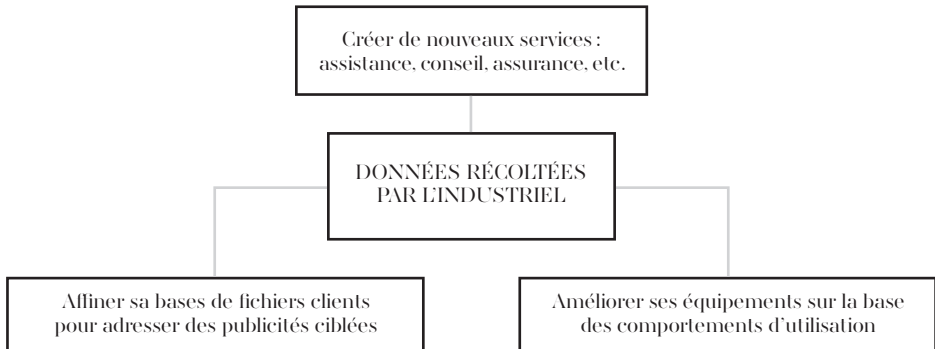 Créer de nouveaux services :
assistance, conseil, assurance, etc.
DONNÉES RÉCOLTÉES
PAR L'INDUSTRIEL
Affiner sa bases de fichiers clients
pour adresser des publicités ciblées
Améliorer ses équipements sur la base
des comportements d'utilisation